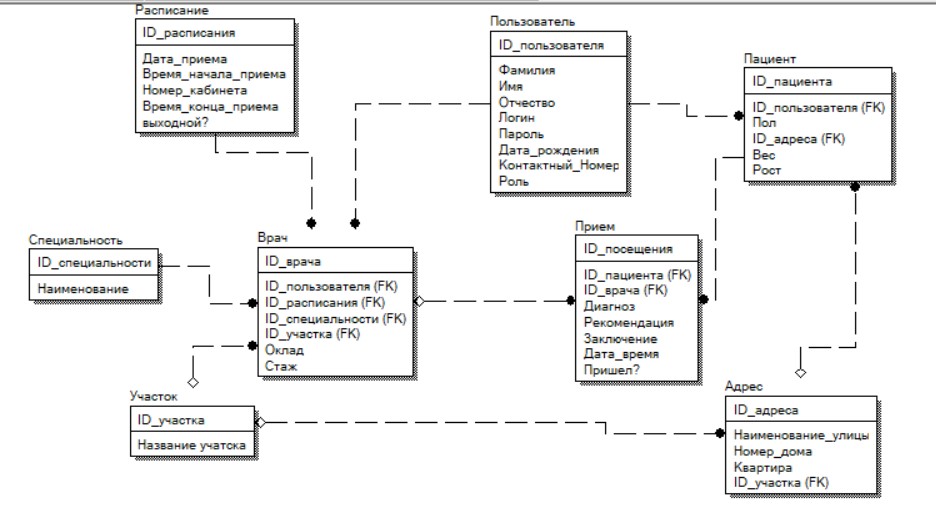 Расписание
ID_расписания
Дата_приема
Время_начала_приема
Номер_кабинета
Время_конца_приема
выходной?
Пользователь
ID_пользователя
Фамилия
Имя
Отчество
Логин
Пароль
Дата_рождения
Контактный_Номер
Роль
Пациент
ID_пациента
ID_пользователя (FK)
Пол
ID_адреса (FK)
Вес
Рост
Специальность
ID_специальности
Наименование
Врач
ID_врача
ID_пользователя (FK)
ID_расписания (FK)
ID_специальности (FK)
ID_участка (FK)
Оклад
Стаж
Прием
ID_посещения
ID_пациента (FK)
ID_врача (FK)
Диагноз
Рекомендация
Заключение
Дата_время
Пришел?
Участок
ID_участка
Название учатска
Адрес
ID_адреса
Наименование_улицы
Номер_дома
Квартира
ID_участка (FK)